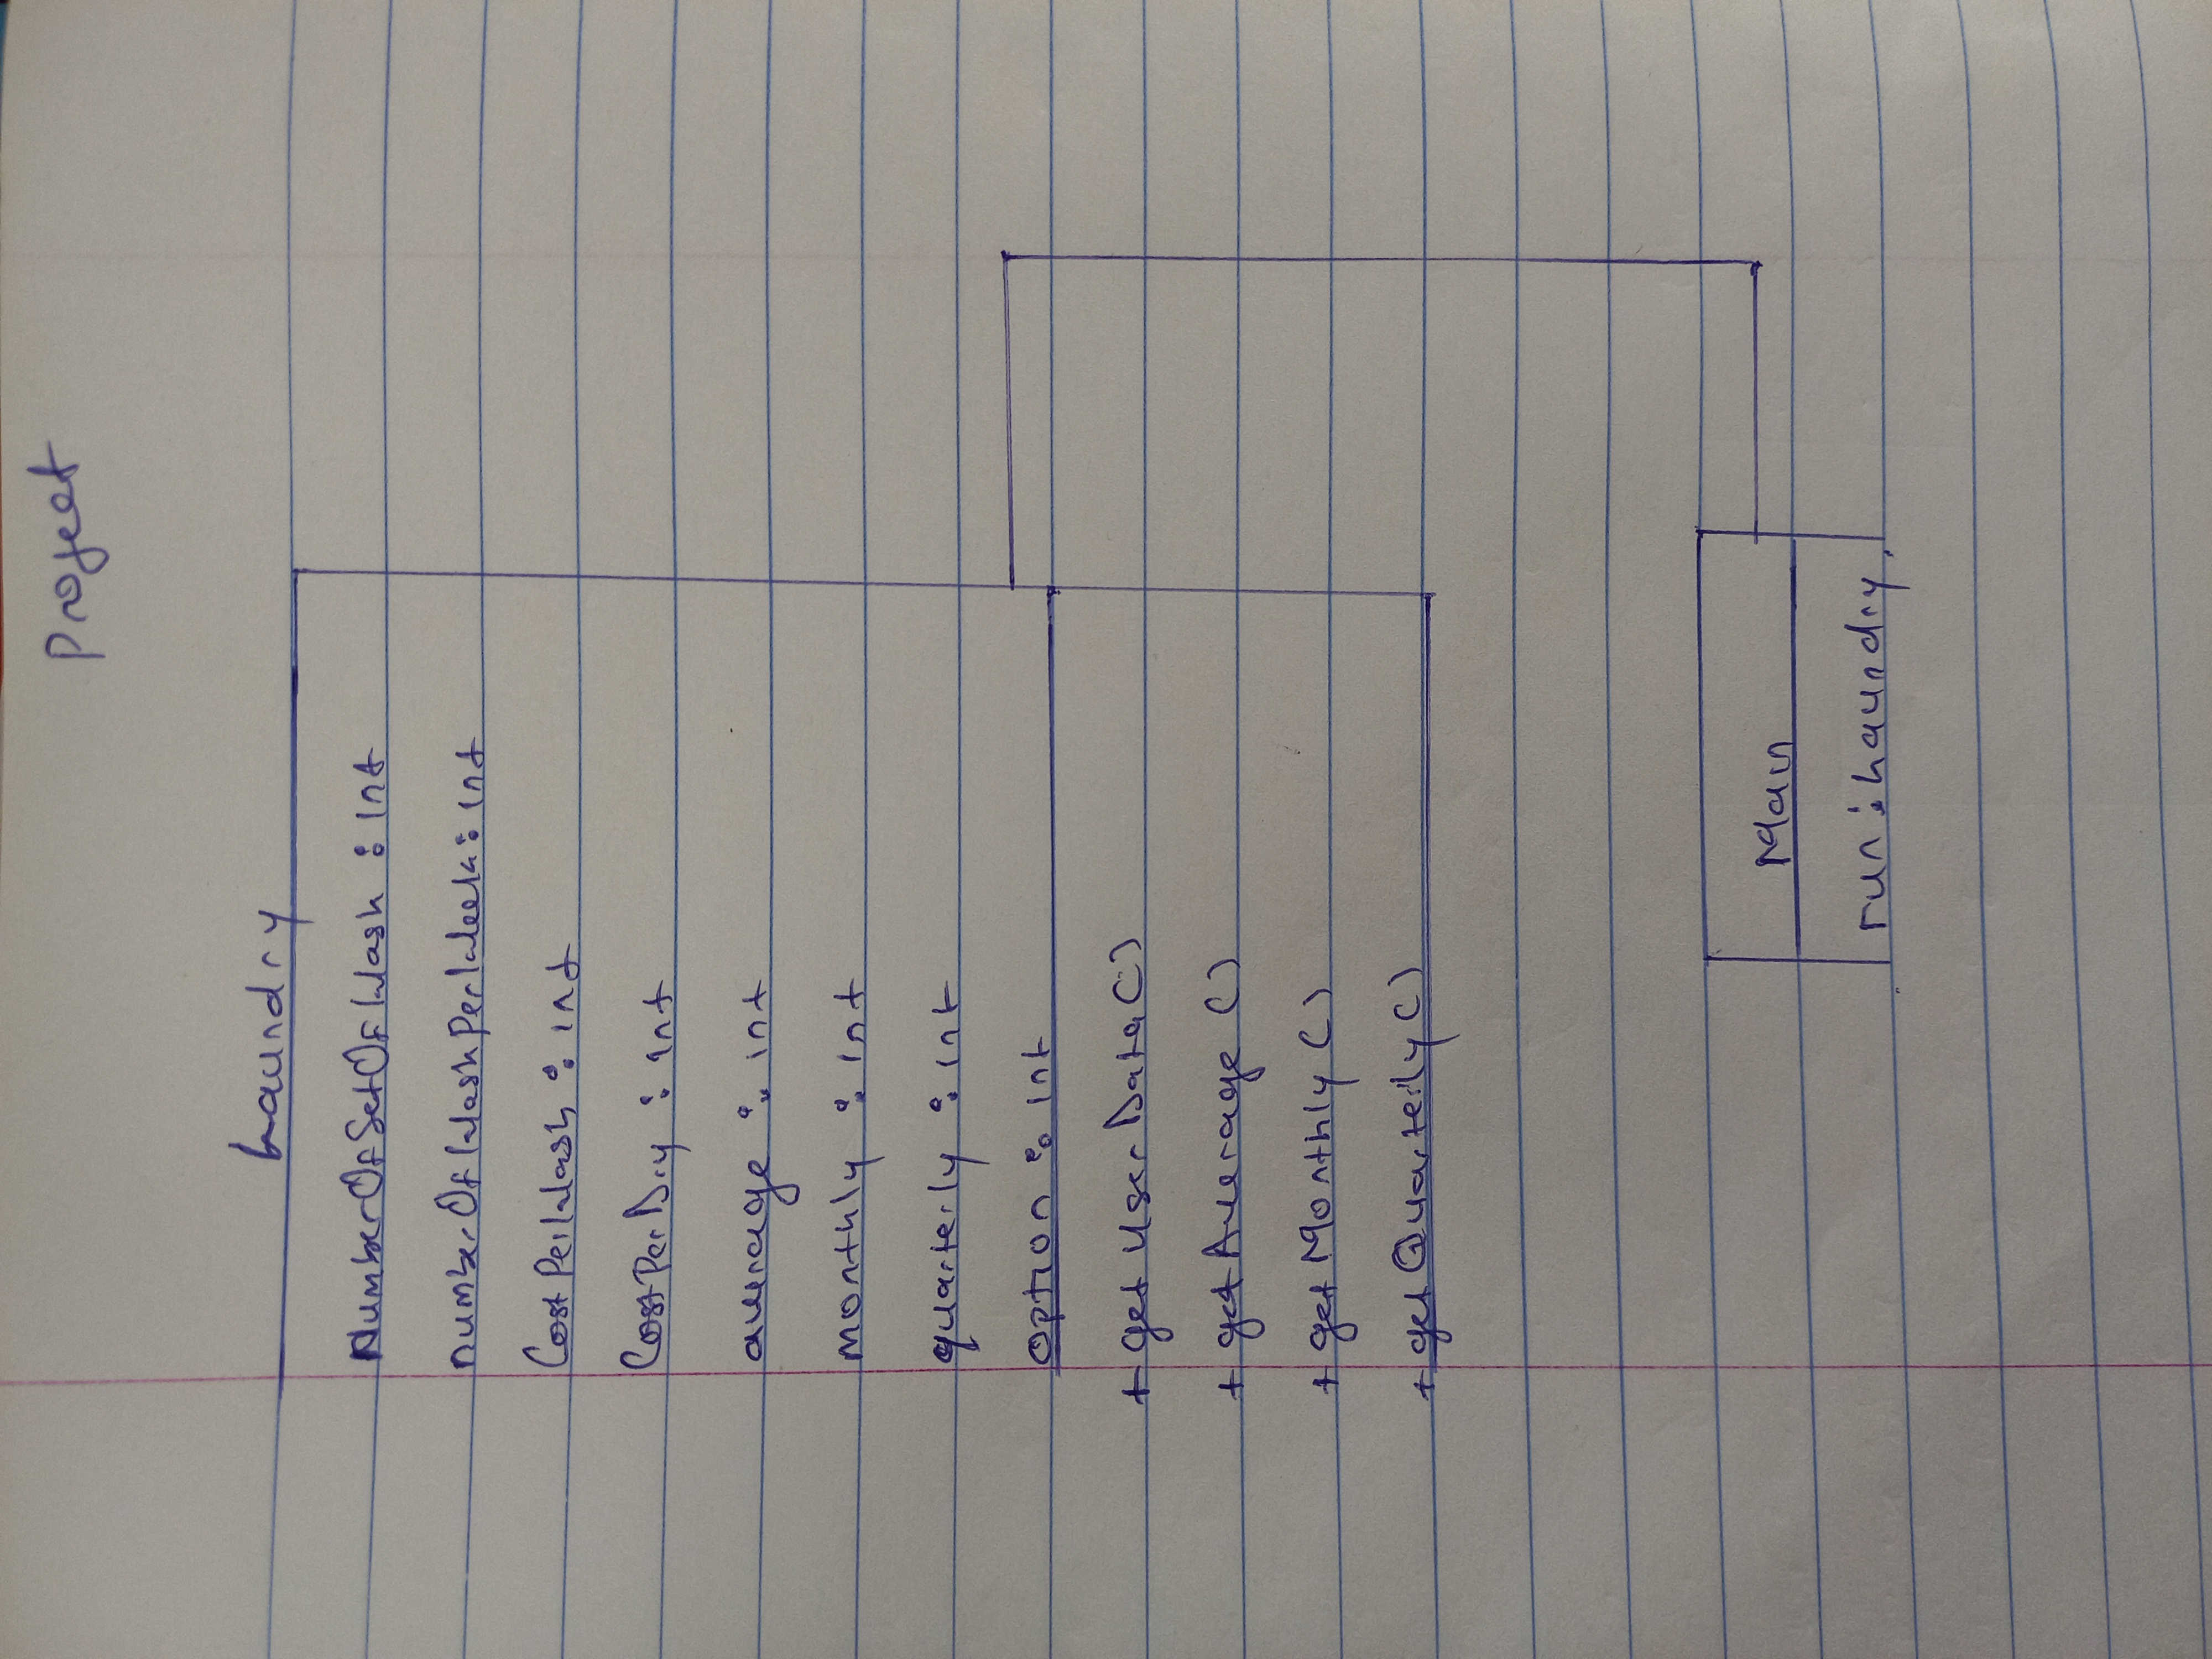 Project
Laundry
NumberOfSetOfWash : int
numberOfWashPerWeek : int
CostPerWash : int
CostPerDry : int
average : int
monthly : int
quarterly : int
option : int
+ getUserData()
+ getAverage ()
+ getMonthly ()
+ getQuarterly ()
Main
run : Laundry